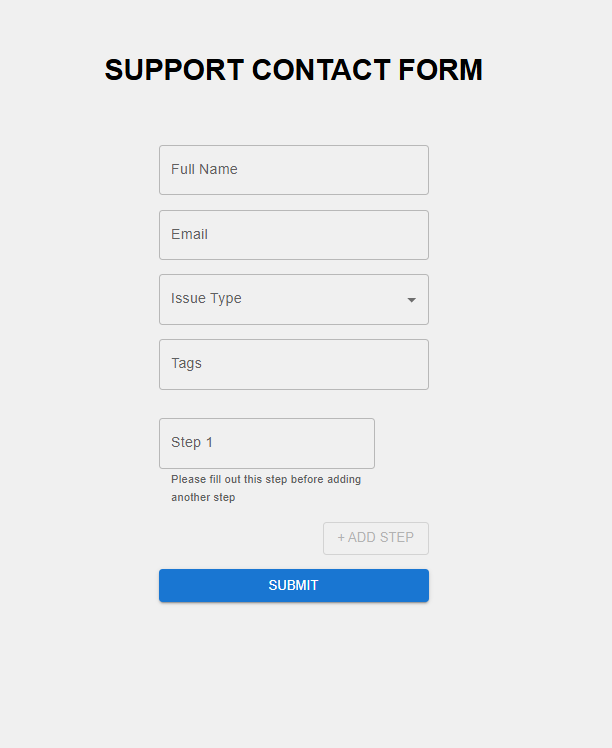 SUPPORT CONTACT FORM
Full Name
Email
Issue Type
Tags
Step 1
Please fill out this step before adding
another step
+ ADD STEP
SUBMIT